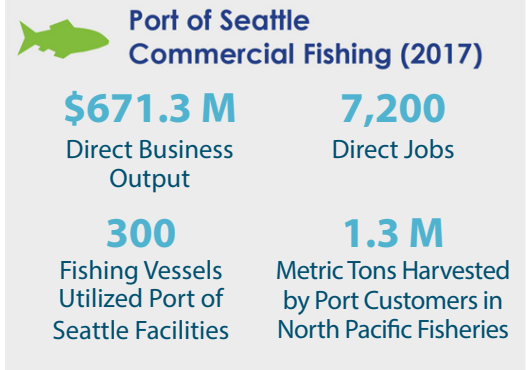 Port of Seattle
Commercial Fishing (2017)
$671.3 M
Direct Business
Output
7,200
Direct Jobs
300
Fishing Vessels
Utilized Port of
Seattle Facilities
1.3 M
Metric Tons Harvested
by Port Customers in
North Pacific Fisheries